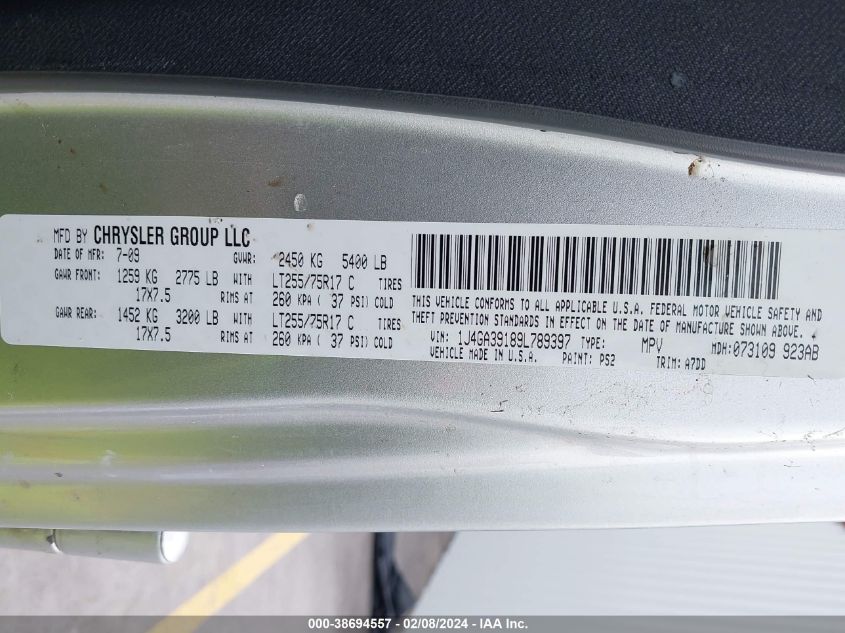 MFD BY CHRYSLER GROUP LLC
DATE OF MFR: 7-09 GVWR: 2450 KG 5400 LB
GAWR FRONT: 1259 KG 2775 LB WITH LT255/75R17 C TIRES
17X7.5 RIMS AT 260 KPA ( 37 PSI) COLD
GAWR REAR: 1452 KG 3200 LB WITH LT255/75R17 C TIRES
17X7.5 RIMS AT 260 KPA ( 37 PSI) COLD
THIS VEHICLE CONFORMS TO ALL APPLICABLE U.S.A. FEDERAL MOTOR VEHICLE SAFETY AND
THEFT PREVENTION STANDARDS IN EFFECT ON THE DATE OF MANUFACTURE SHOWN ABOVE.
VIN: 1J4GA39189L789397 TYPE: MPV MDH: 073109 923AB
VEHICLE MADE IN U.S.A. PAINT: PS2 TRIM: A7DD
000-38694557 - 02/08/2024 - IAA Inc.